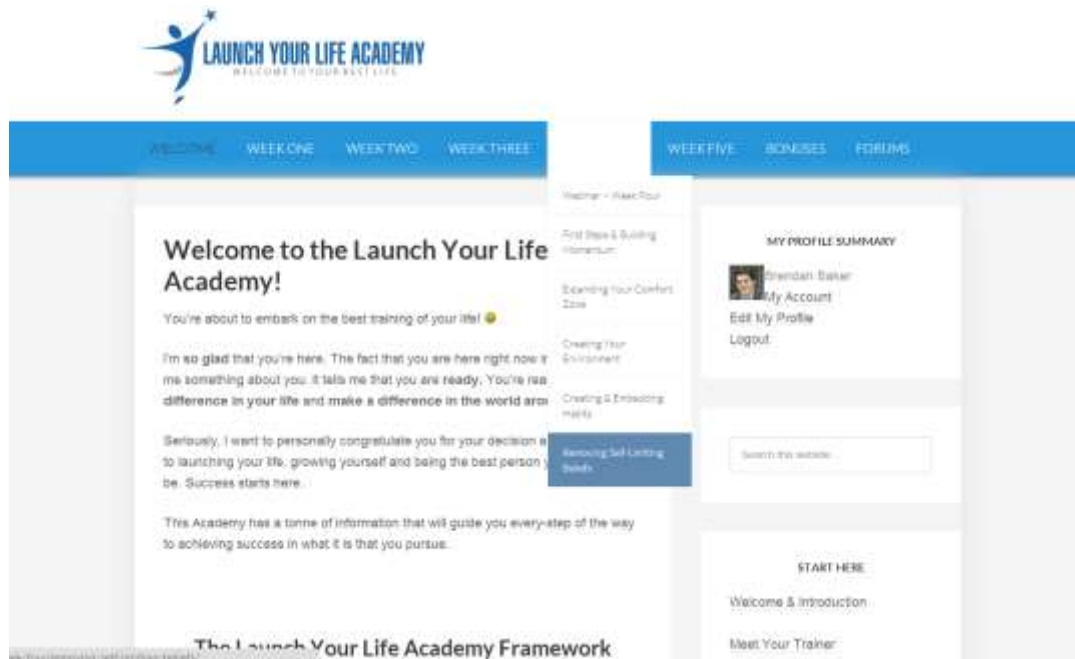 LAUNCH YOUR LIFE ACADEMY
WELCOME TO YOUR BEST LIFE
WELCOME
WEEK ONE
WEEK TWO
WEEK THREE
WEEK FIVE
BONUSES
FORUMS
Webinar – Week Four
First Steps & Building
Momentum
Expanding Your Comfort
Zone
Creating Your
Environment
Creating & Embedding
Habits
Removing Self-Limiting
Beliefs
Welcome to the Launch Your Life
Academy!
You're about to embark on the best training of your life!
I'm so glad that you're here. The fact that you are here right now
me something about you. It tells me that you are ready. You're
difference in your life and make a difference in the world
Seriously, I want to personally congratulate you for your decision
to launching your life, growing yourself and being the best person
be. Success starts here.
This Academy has a tonne of information that will guide you every-step of the way
to achieving success in what it is that you pursue.
The Launch Your Life Academy Framework
MY PROFILE SUMMARY
Brendan Baker
My Account
Edit My Profile
Logout
Search this website
START HERE
Welcome & Introduction
Meet Your Trainer